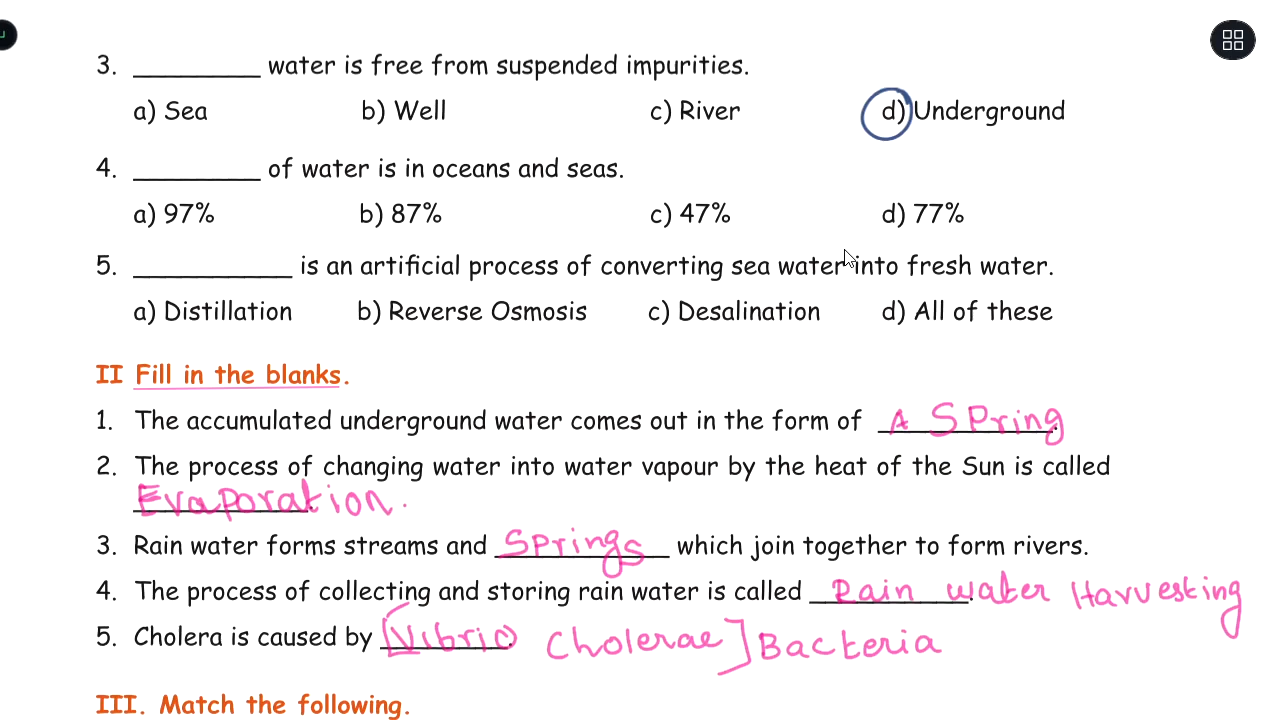 3. _________ water is free from suspended impurities.
a) Sea b) Well c) River d) Underground
4. _________ of water is in oceans and seas.
a) 97% b) 87% c) 47% d) 77%
5. ___________ is an artificial process of converting sea water into fresh water.
a) Distillation b) Reverse Osmosis c) Desalination d) All of these
II Fill in the blanks.
1. The accumulated underground water comes out in the form of A Spring.
2. The process of changing water into water vapour by the heat of the Sun is called
Evaporation.
3. Rain water forms streams and Springs which join together to form rivers.
4. The process of collecting and storing rain water is called Rain water Harvesting
5. Cholera is caused by [Vibrio Cholerae] Bacteria
III. Match the following.